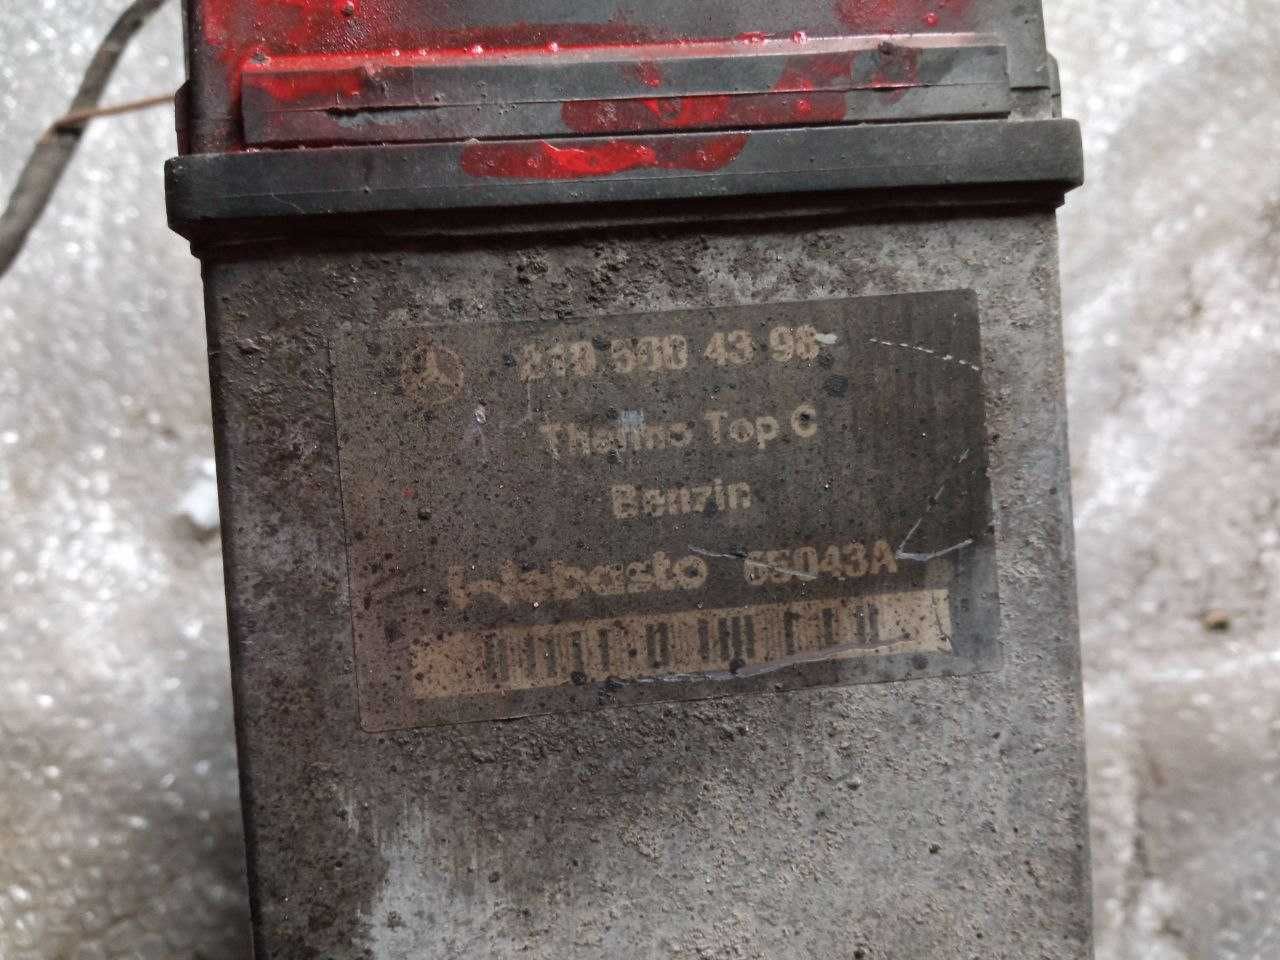 210 500 43 98
Thermo Top C
Benzin
Webasto 65043A